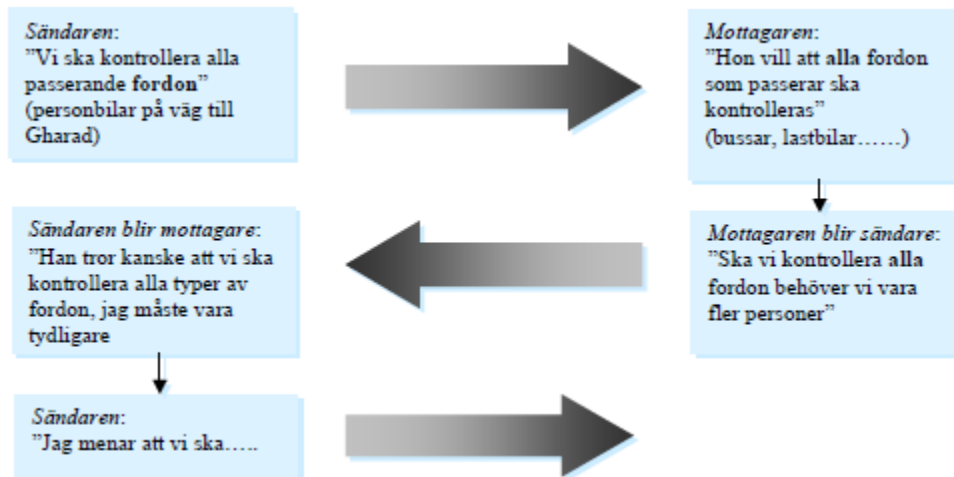 Sändaren:
”Vi ska kontrollera alla
passerande fordon”
(personbilar på väg till
Gharad)
Mottagaren:
”Hon vill att alla fordon
som passerar ska
kontrolleras”
(bussar, lastbilar……)
Mottagaren blir sändare:
”Ska vi kontrollera alla
fordon behöver vi vara
fler personer”
Sändaren blir mottagare:
”Han tror kanske att vi ska
kontrollera alla typer av
fordon, jag måste vara
tydligare
Sändaren:
”Jag menar att vi ska…..